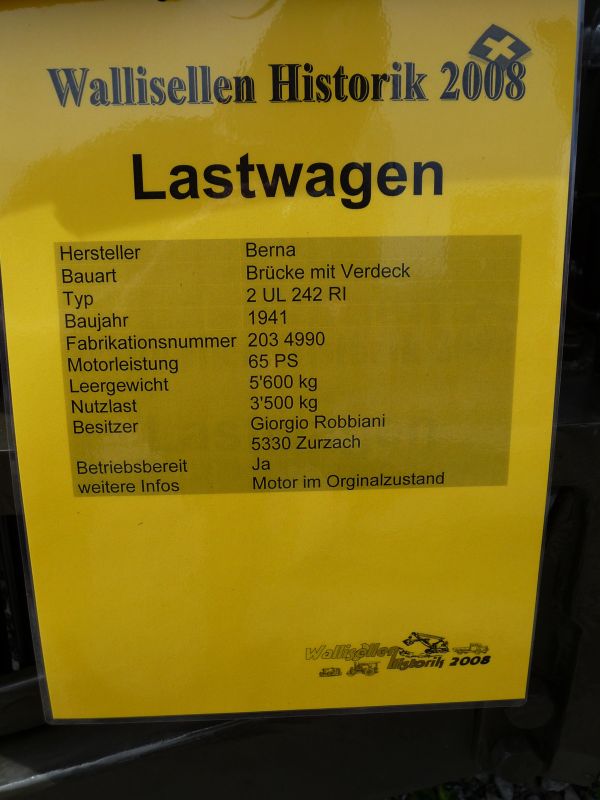 Wallisellen Historik 2008
Lastwagen
Hersteller Berna
Bauart Brücke mit Verdeck
Typ 2 UL 242 RI
Baujahr 1941
Fabrikationsnummer 203 4990
Motorleistung 65 PS
Leergewicht 5'600 kg
Nutzlast 3'500 kg
Besitzer Giorgio Robbiani
5330 Zurzach
Betriebsbereit Ja
weitere Infos Motor im Orginalzustand
Wallisellen
Historik 2008